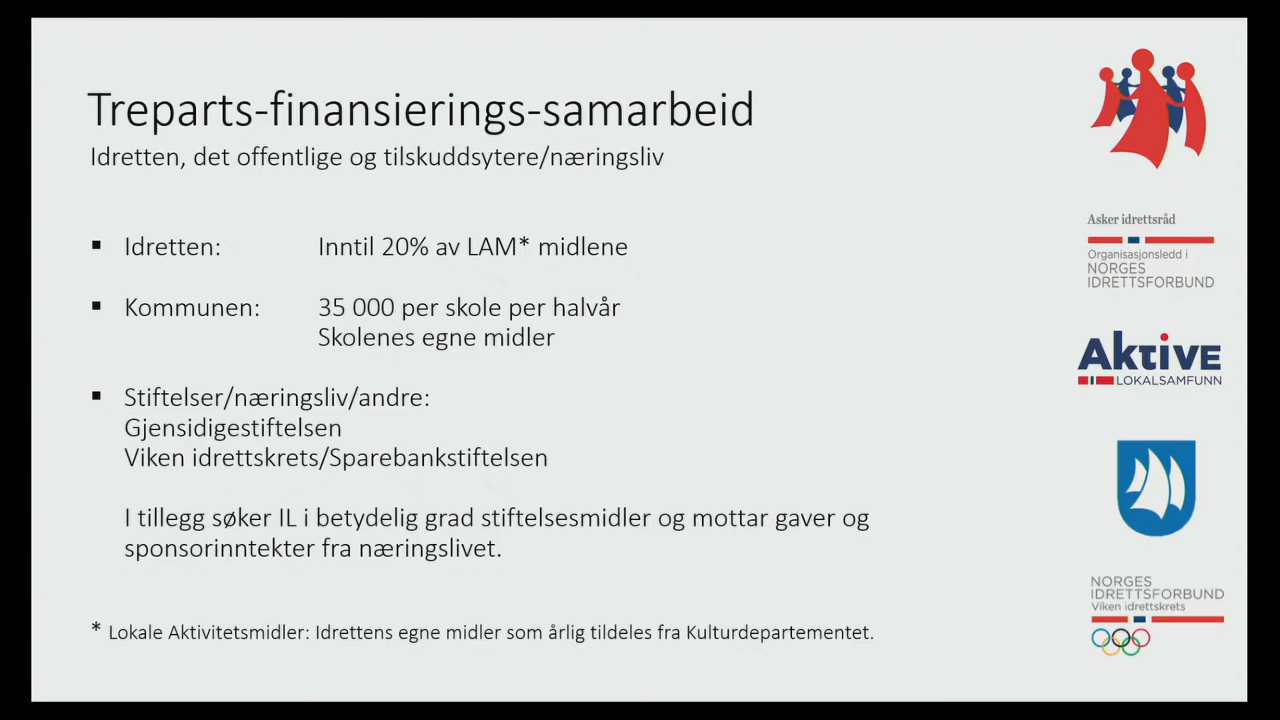 Treparts-finansierings-samarbeid
Idretten, det offentlige og tilskuddsytere/næringsliv
▪ Idretten: Inntil 20% av LAM* midlene
▪ Kommunen: 35 000 per skole per halvår
Skolenes egne midler
▪ Stiftelser/næringsliv/andre:
Gjensidigestiftelsen
Viken idrettskrets/Sparebankstiftelsen
I tillegg søker IL i betydelig grad stiftelsesmidler og mottar gaver og
sponsorinntekter fra næringslivet.
* Lokale Aktivitetsmidler: Idrettens egne midler som årlig tildeles fra Kulturdepartementet.
Asker idrettsråd
Organisasjonsledd i
NORGES
IDRETTSFORBUND
Aktive
LOKALSAMFUNN
NORGES
IDRETTSFORBUND
Viken idrettskrets